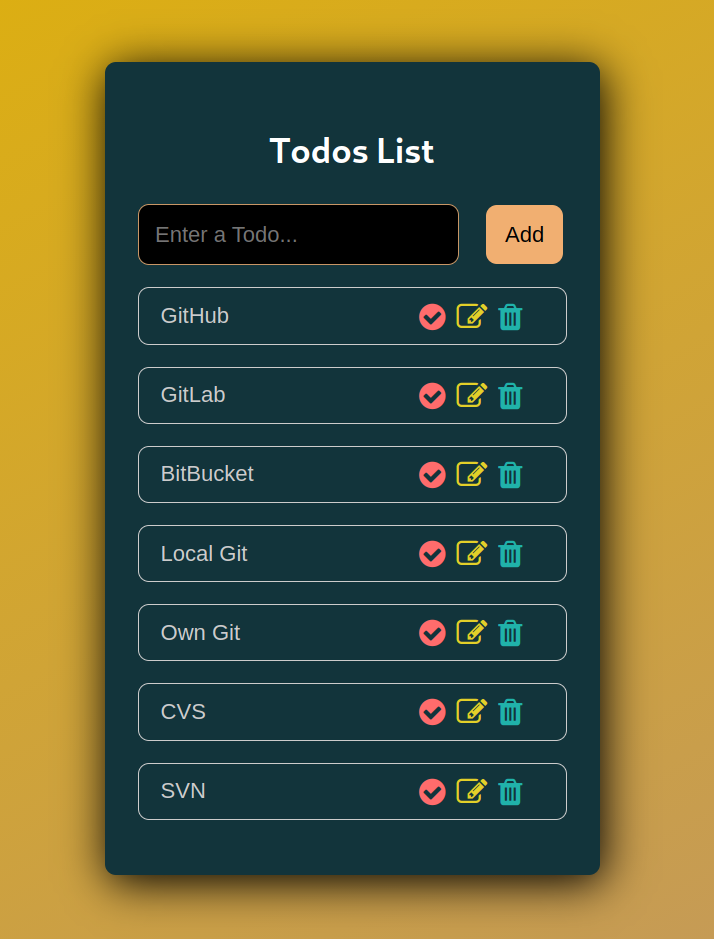 Todos List
Enter a Todo...
Add
GitHub
GitLab
BitBucket
Local Git
Own Git
CVS
SVN